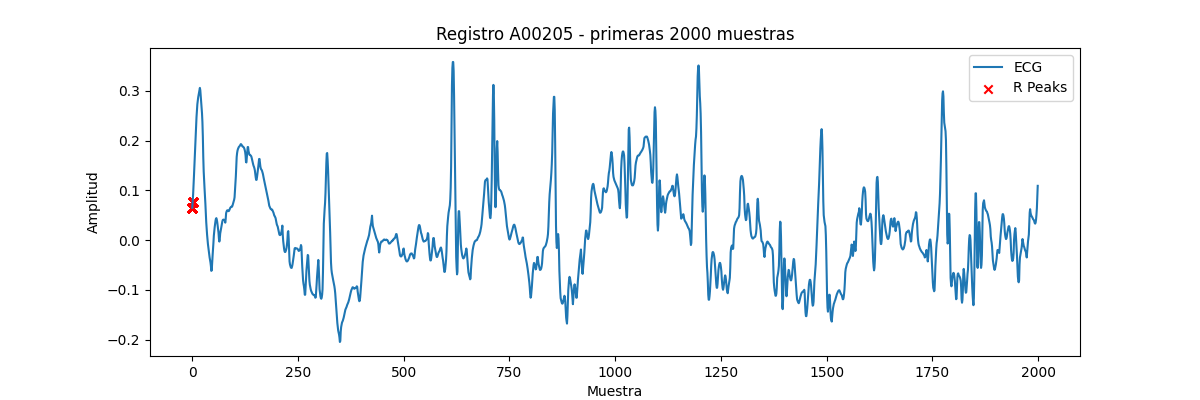 Registro A00205 - primeras 2000 muestras
ECG
R Peaks
Amplitud
0.3
0.2
0.1
0.0
−0.1
−0.2
0 250 500 750 1000 1250 1500 1750 2000
Muestra